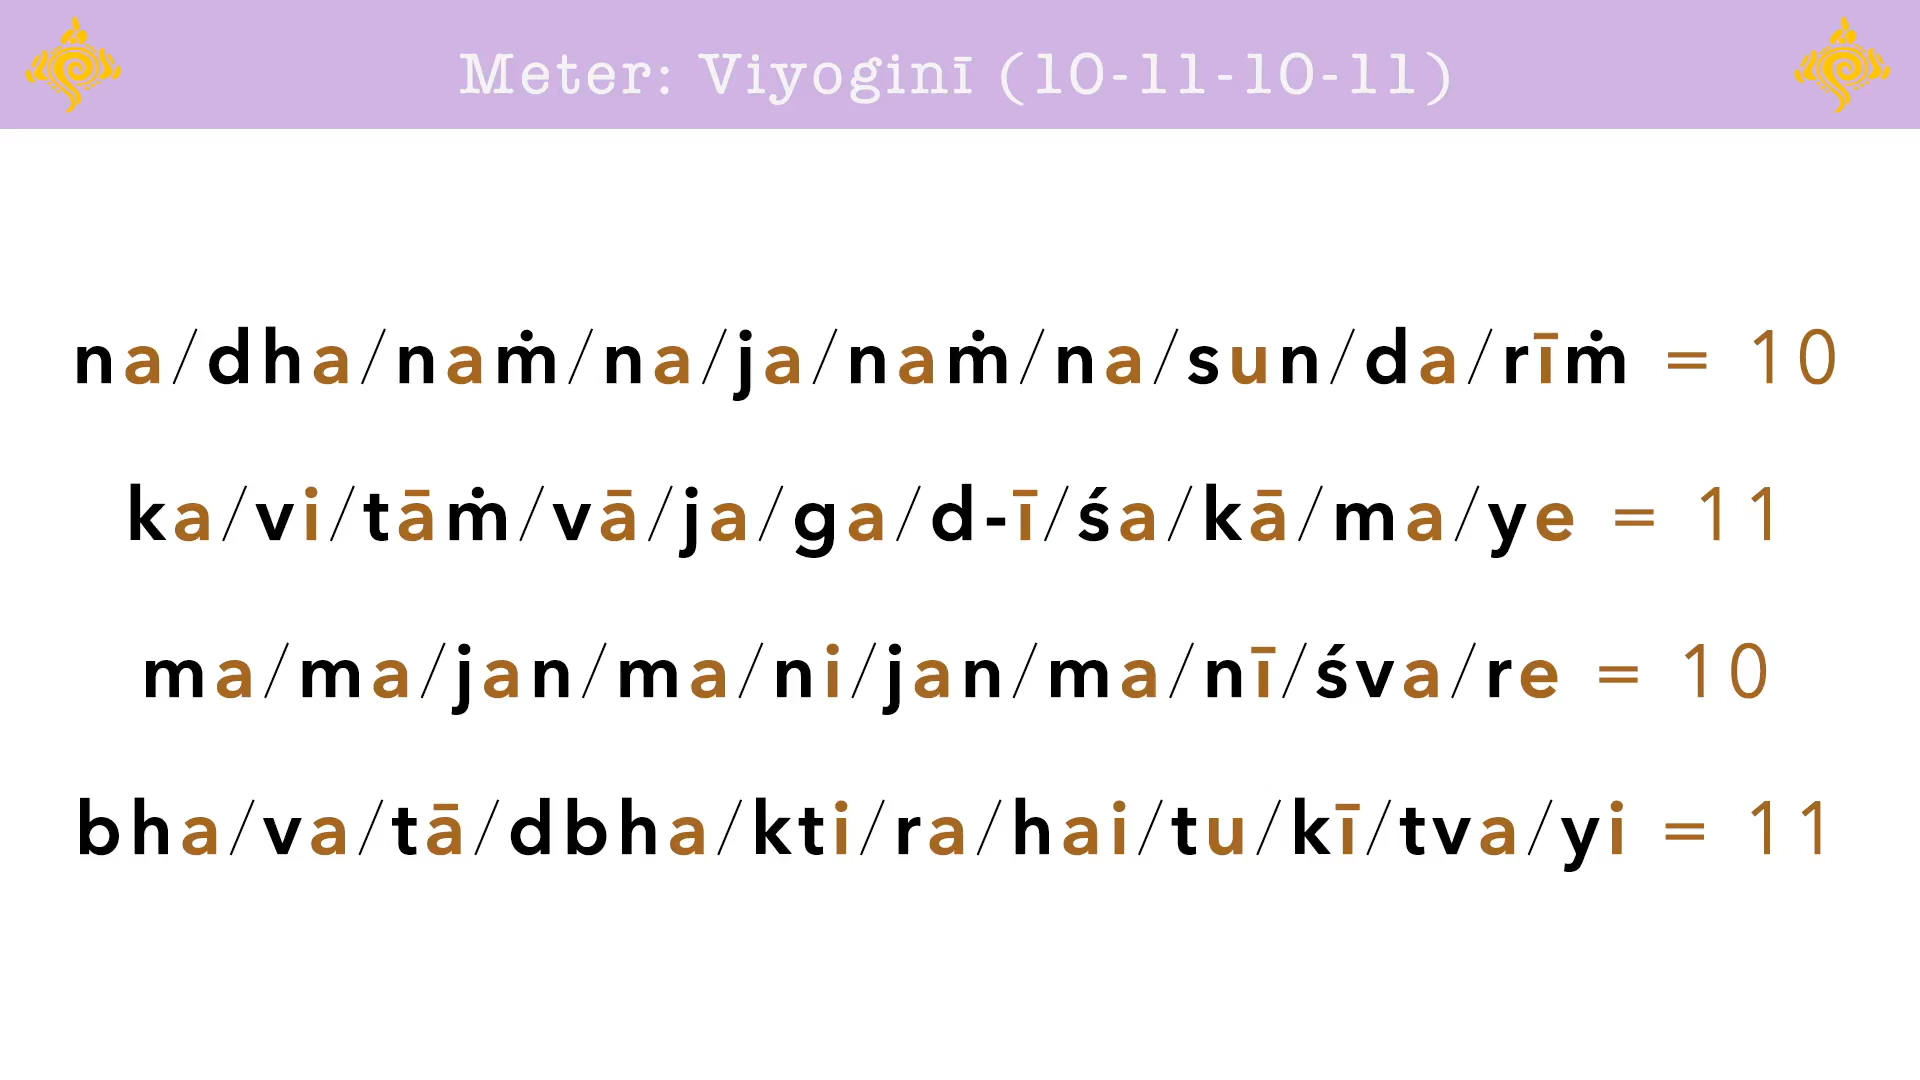 Meter: Viyoginī (10-11-10-11)
na/dha/naṁ/na/ja/naṁ/na/sun/da/rīṁ = 10
ka/vi/tāṁ/vā/ja/ga/d-ī/śa/kā/ma/ye = 11
ma/ma/jan/ma/ni/jan/ma/nī/śva/re = 10
bha/va/tā/dbha/kti/ra/hai/tu/kī/tva/yi = 11